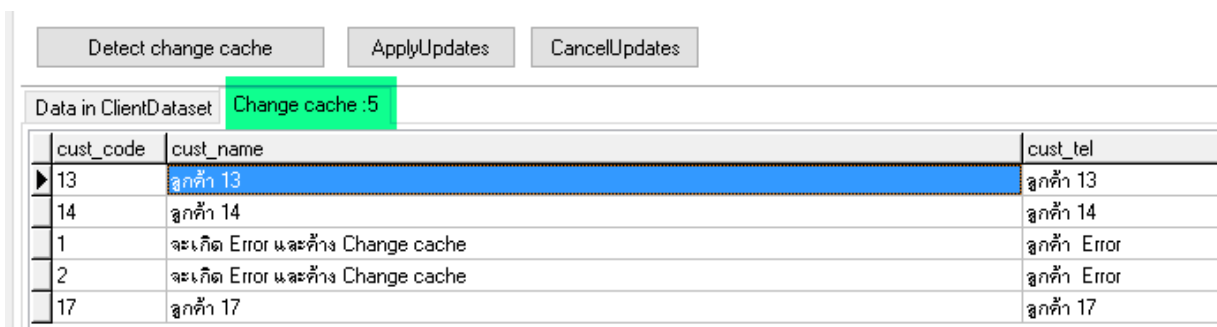 Detect change cache ApplyUpdates CancelUpdates
Data in ClientDataset Change cache :5
cust_code cust_name cust_tel
13 ลูกค้า 13 ลูกค้า 13
14 ลูกค้า 14 ลูกค้า 14
1 จะเกิด Error และค้าง Change cache ลูกค้า Error
2 จะเกิด Error และค้าง Change cache ลูกค้า Error
17 ลูกค้า 17 ลูกค้า 17